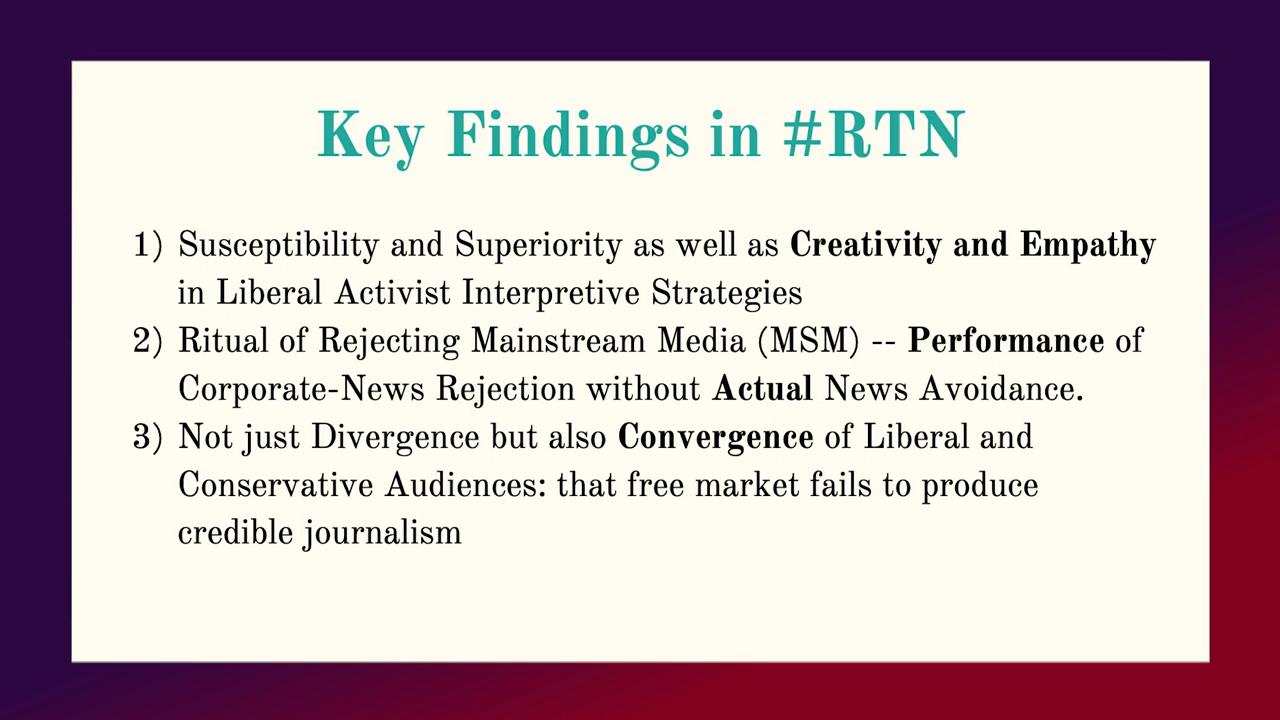 Key Findings in #RTN
1) Susceptibility and Superiority as well as Creativity and Empathy
in Liberal Activist Interpretive Strategies
2) Ritual of Rejecting Mainstream Media (MSM) -- Performance of
Corporate-News Rejection without Actual News Avoidance.
3) Not just Divergence but also Convergence of Liberal and
Conservative Audiences: that free market fails to produce
credible journalism